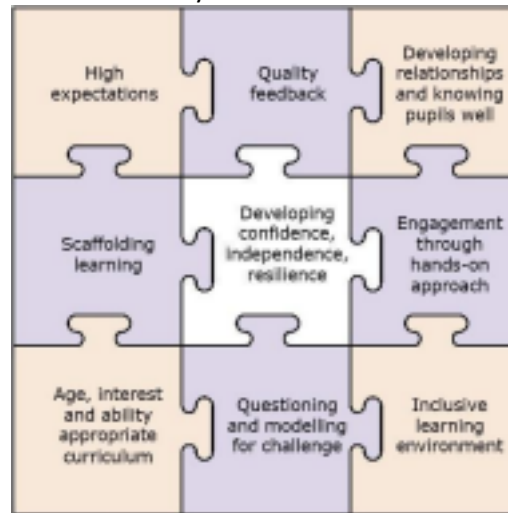 High
expectations
Quality
feedback
Developing
relationships
and knowing
pupils well
Scaffolding
learning
Developing
confidence,
independence,
resilience
Engagement
through
hands-on
approach
Age, interest
and ability
appropriate
curriculum
Questioning
and modelling
for challenge
Inclusive
learning
environment